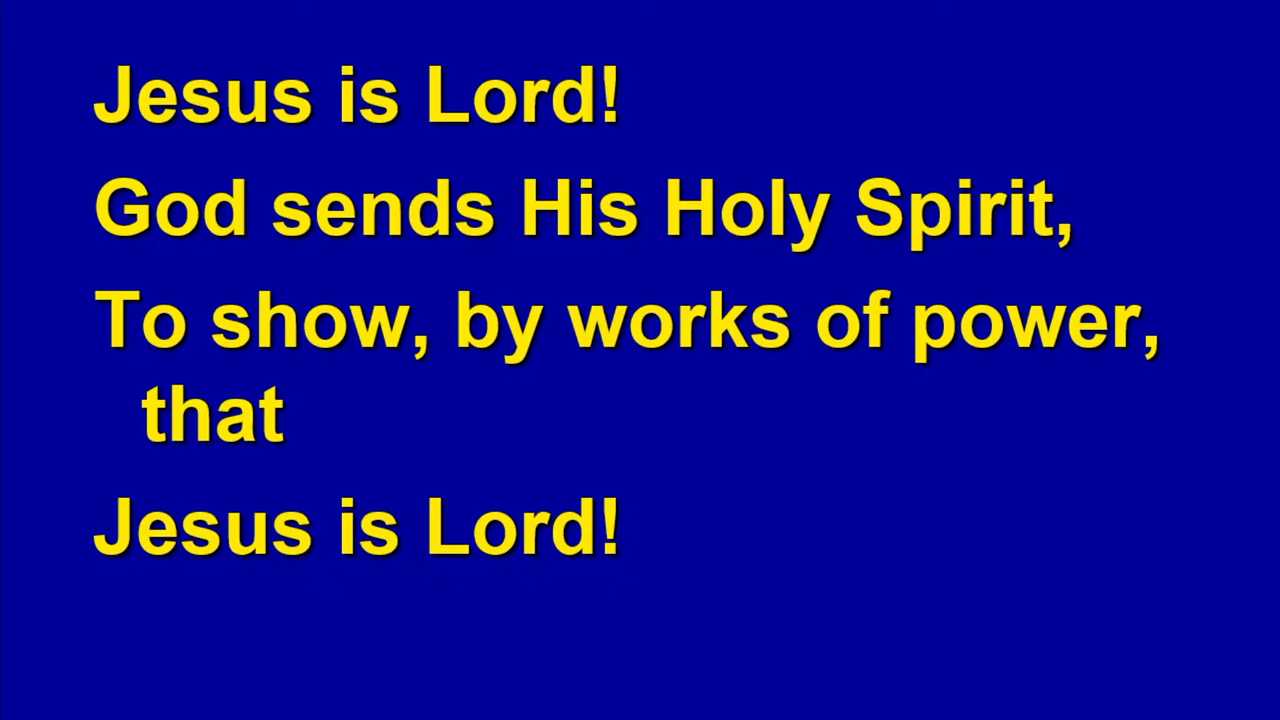 Jesus is Lord!
God sends His Holy Spirit,
To show, by works of power,
that
Jesus is Lord!